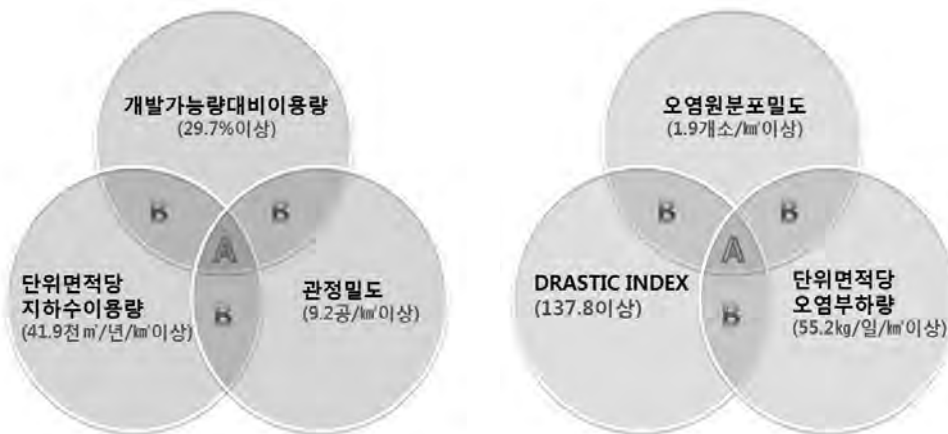 개발가능량대비이용량
(29.7%이상)
B
B
A
단위면적당
지하수이용량
(41.9천㎥/년/㎢이상)
B
관정밀도
(9.2공/㎢이상)
오염원분포밀도
(1.9개소/㎢이상)
B
B
A
DRASTIC INDEX
(137.8이상)
B
단위면적당
오염부하량
(55.2kg/일/㎢이상)